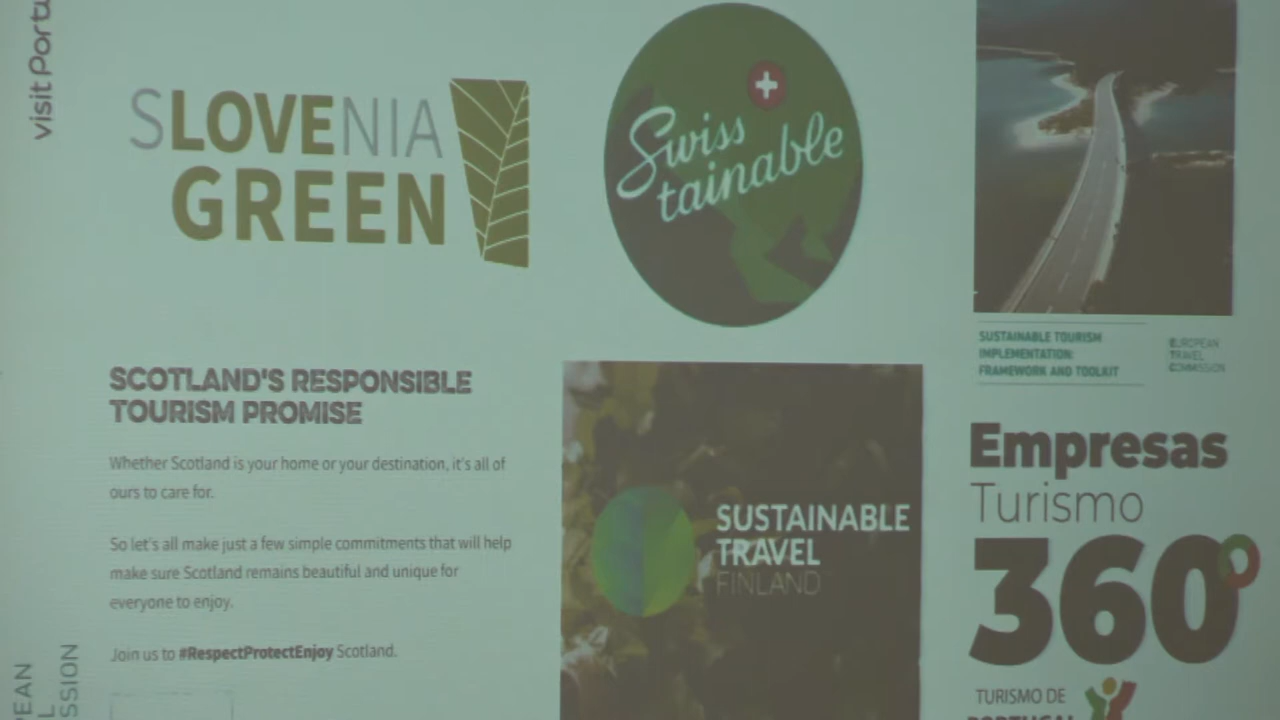 visit Portu
SLOVENIA
GREEN
Swiss
tainable
SUSTAINABLE TOURISM
IMPLEMENTATION:
FRAMEWORK AND TOOLKIT
EUROPEAN
TRAVEL
COMMISSION
SCOTLAND'S RESPONSIBLE
TOURISM PROMISE
Whether Scotland is your home or your destination, it's all of
ours to care for.
So let's all make just a few simple commitments that will help
make sure Scotland remains beautiful and unique for
everyone to enjoy.
Join us to #RespectProtectEnjoy Scotland.
SUSTAINABLE
TRAVEL
FINLAND
Empresas
Turismo
360°
TURISMO DE
PORTUGAL
PEAN
L
SSION